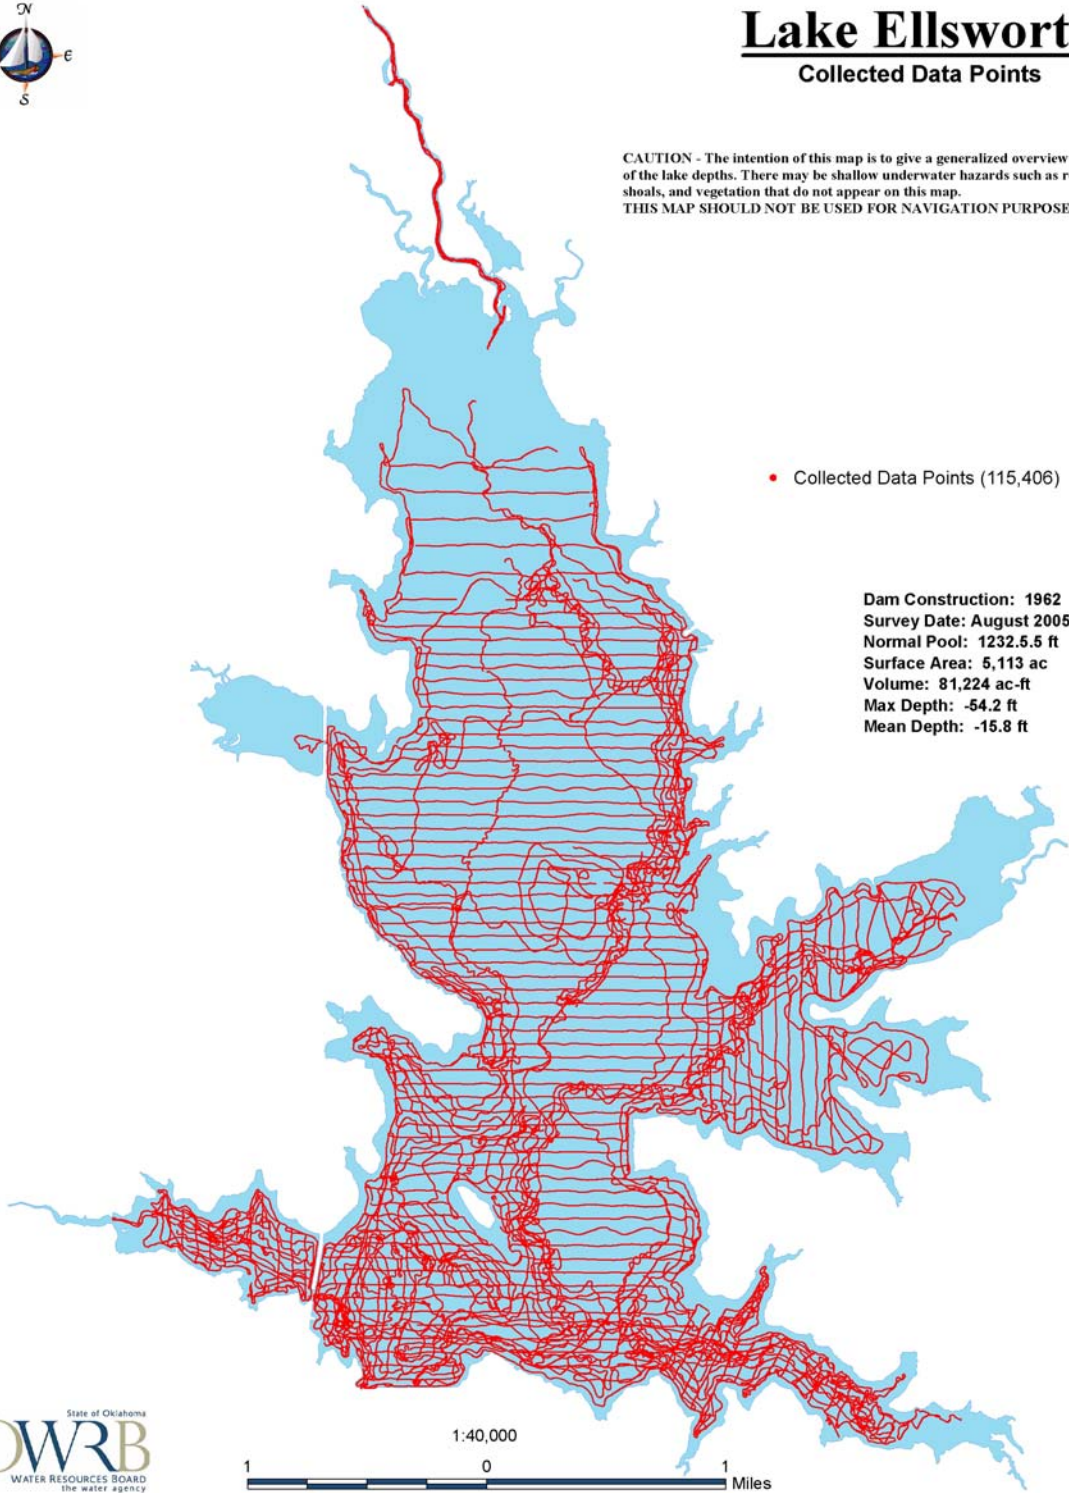 N
E
S
Lake Ellswort
Collected Data Points
CAUTION - The intention of this map is to give a generalized overview
of the lake depths. There may be shallow underwater hazards such as r
shoals, and vegetation that do not appear on this map.
THIS MAP SHOULD NOT BE USED FOR NAVIGATION PURPOSE
Collected Data Points (115,406)
Dam Construction: 1962
Survey Date: August 2005
Normal Pool: 1232.5.5 ft
Surface Area: 5,113 ac
Volume: 81,224 ac-ft
Max Depth: -54.2 ft
Mean Depth: -15.8 ft
State of Oklahoma
OWRB
WATER RESOURCES BOARD
the water agency
1:40,000
1 0 1
Miles